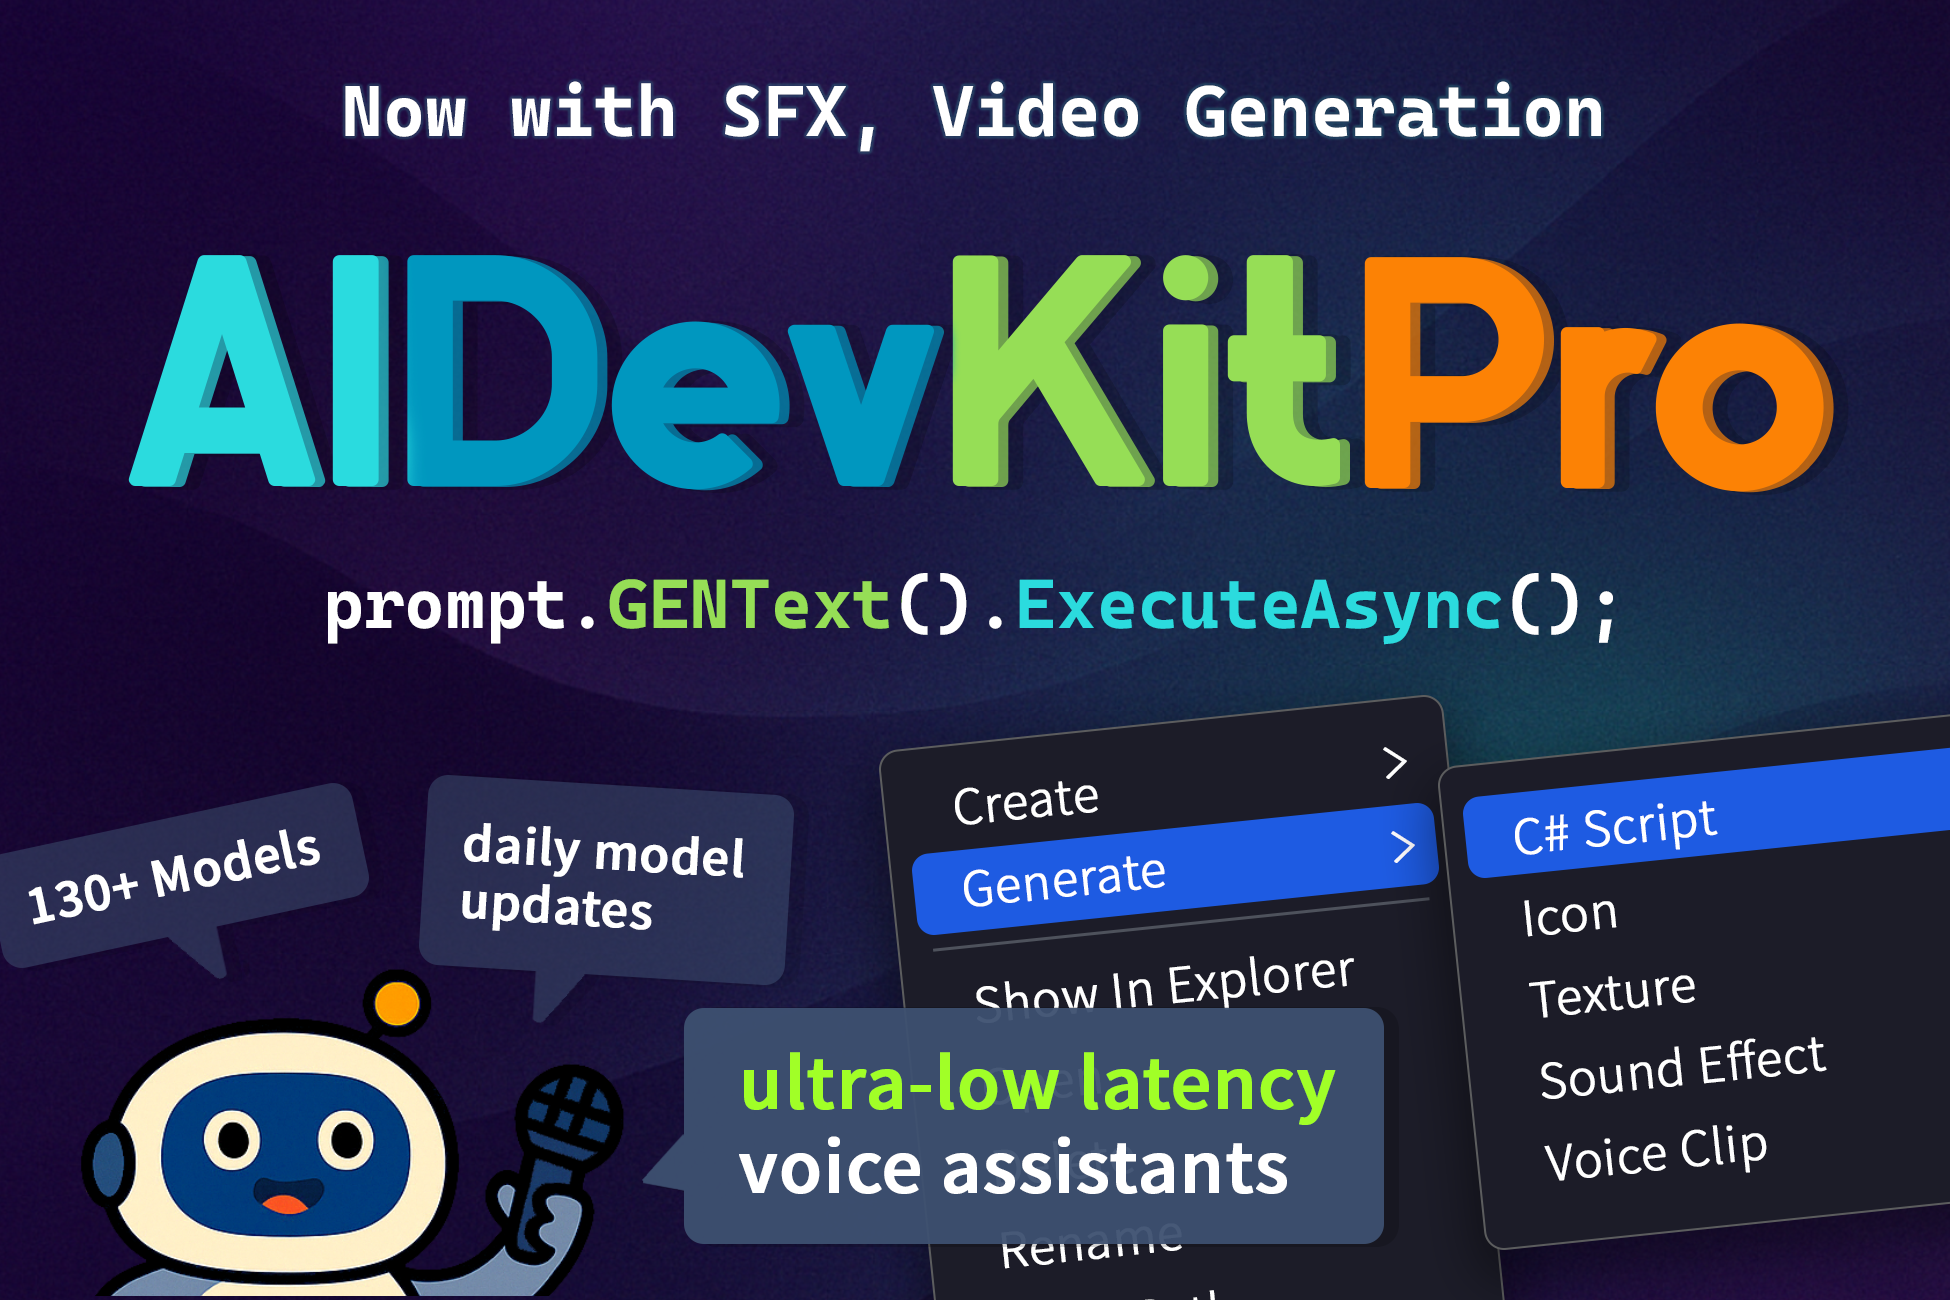 Now with SFX, Video Generation
AIDevKitPro
prompt.GENText().ExecuteAsync();
130+ Models
daily model
updates
ultra-low latency
voice assistants
Create
Generate
Show In Explorer
Rename
C# Script
Icon
Texture
Sound Effect
Voice Clip